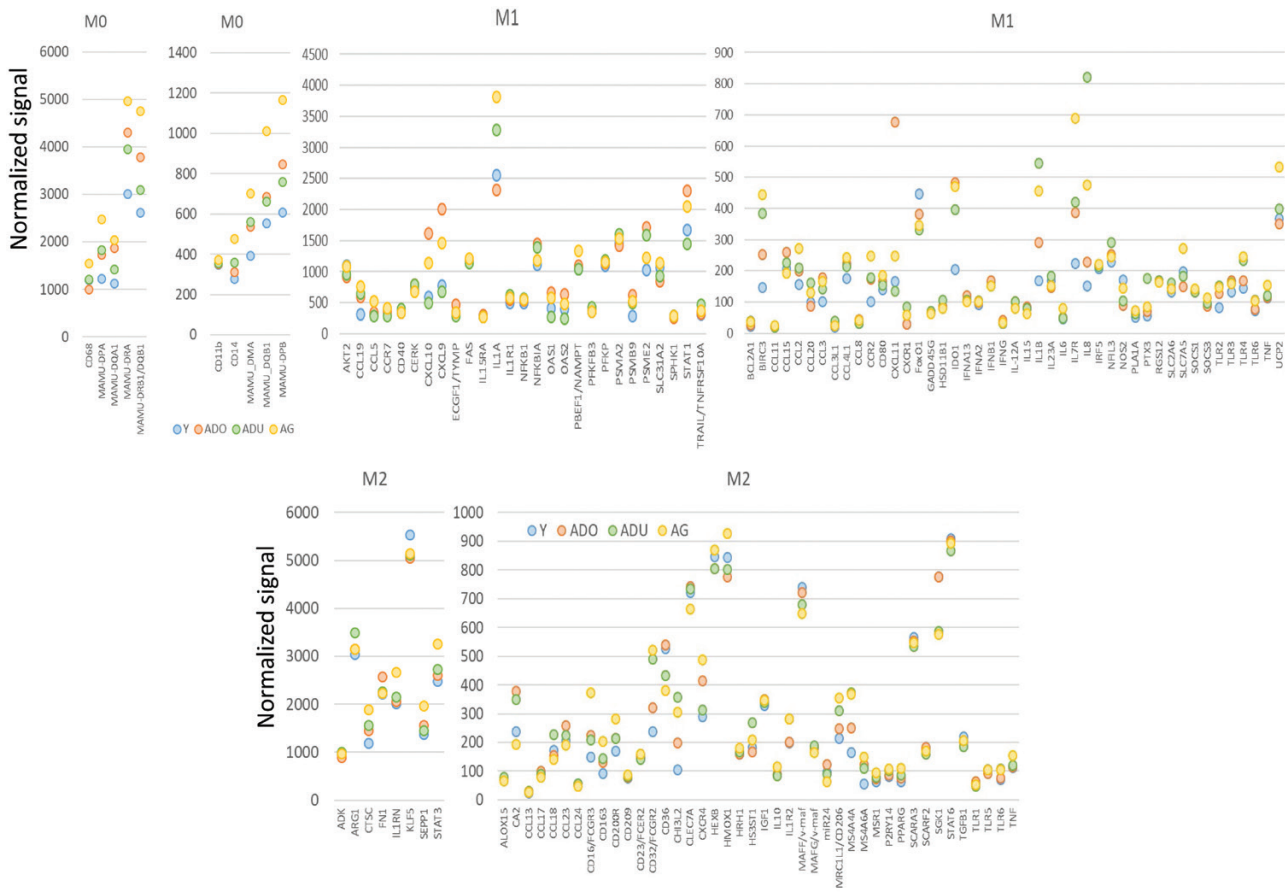 M0
M0
M1
M1
Normalized signal
6000
5000
4000
3000
2000
1000
0
CD68
MAMU-DPA
MAMU-DQA1
MAMU-DRA
MAMU-DRB1/DQB1
1400
1200
1000
800
600
400
200
0
CD11b
CD14
MAMU_DMA
MAMU_DQB1
MAMU-DPB
Y ADO ADU AG
4500
4000
3500
3000
2500
2000
1500
1000
500
0
AKT2
CCL19
CCL5
CCR7
CD40
CERK
CXCL10
CXCL9
ECGF1/TYMP
FAS
IL15RA
IL1A
IL1R1
NFKB1
NFKBIA
OAS1
OAS2
PBEF1/NAMPT
PFKFB3
PFKP
PSMA2
PSMB9
PSME2
SLC31A2
SPHK1
STAT1
TRAIL/TNFRSF10A
900
800
700
600
500
400
300
200
100
0
BCL2A1
BIRC3
CCL11
CCL15
CCL2
CCL20
CCL3
CCL3L1
CCL4L1
CCL8
CCR2
CD80
CXCL11
CXCR1
FoxO1
GADD45G
HSD11B1
IDO1
IFNA13
IFNA2
IFNB1
IFNG
IL-12A
IL15
IL1B
IL23A
IL6
IL7R
IL8
IRF5
NFIL3
NOS2
PLA1A
PTX3
RGS12
SLC2A6
SLC7A5
SOCS1
SOCS3
TLR2
TLR3
TLR4
TLR6
TNF
UCP2
M2
M2
Normalized signal
6000
5000
4000
3000
2000
1000
0
ADK
ARG1
CTSC
FN1
IL1RN
KLF5
SEPP1
STAT3
1000
900
800
700
600
500
400
300
200
100
0
Y ADO ADU AG
ALOX15
CA2
CCL13
CCL17
CCL18
CCL23
CCL24
CD16/FCGR3
CD163
CD200R
CD209
CD23/FCER2
CD32/FCGR2
CD36
CHI3L2
CLEC7A
CXCR4
HEXB
HMOX1
HRH1
HS3ST1
IGF1
IL10
IL1R2
MAFF/v-maf
MAFG/v-maf
miR24
MRC1L1/CD206
MS4A4A
MS4A6A
MSR1
P2RY14
PPARG
SCARA3
SCARF2
SGK1
STAT6
TGFB1
TLR1
TLR5
TLR6
TNF